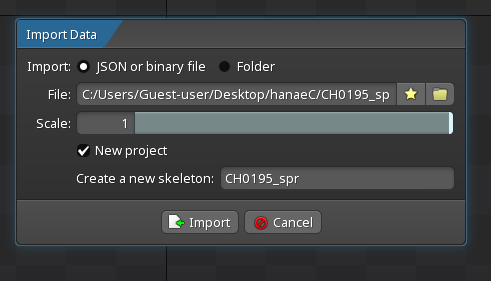 Import Data
Import: JSON or binary file Folder
File: C:/Users/Guest-user/Desktop/hanaeC/CH0195_sp
Scale: 1
New project
Create a new skeleton: CH0195_spr
Import Cancel